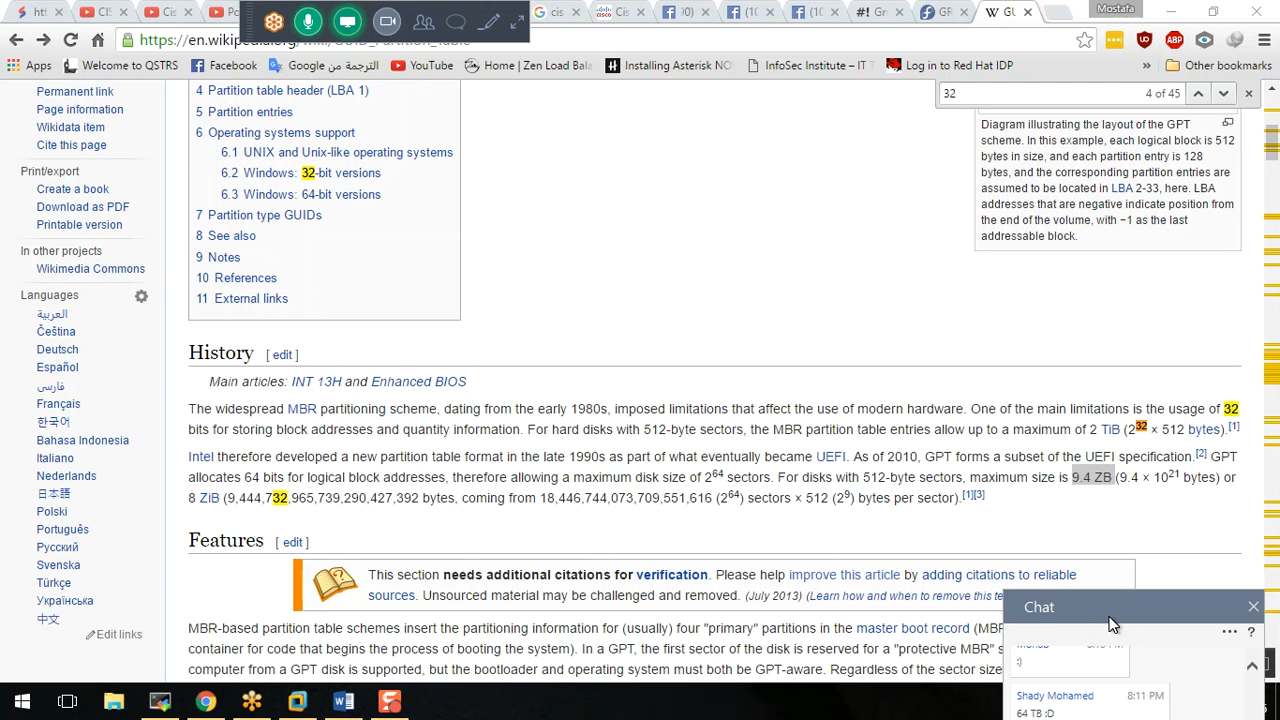 htt
Cis
Cis
Po
cis
Cis
(10
(10
Gr
GF
GU
Mostafa
https://en.wikipedia.org/wiki/GUID_Partition_Table
Apps
Welcome to QSTRS
Facebook
الترجمة من Google
YouTube
Home | Zen Load Bala
Installing Asterisk NO
InfoSec Institute – IT T
Log in to Red Hat IDP
Other bookmarks
32
4 of 45
Permanent link
Page information
Wikidata item
Cite this page
Print/export
Create a book
Download as PDF
Printable version
In other projects
Wikimedia Commons
Languages
العربية
Čeština
Deutsch
Español
فارسی
Français
한국어
Bahasa Indonesia
Italiano
Nederlands
日本語
Polski
Português
Русский
Svenska
Türkçe
Українська
中文
Edit links
4 Partition table header (LBA 1)
5 Partition entries
6 Operating systems support
6.1 UNIX and Unix-like operating systems
6.2 Windows: 32-bit versions
6.3 Windows: 64-bit versions
7 Partition type GUIDs
8 See also
9 Notes
10 References
11 External links
Diagram illustrating the layout of the GPT
scheme. In this example, each logical block is 512
bytes in size, and each partition entry is 128
bytes, and the corresponding partition entries are
assumed to be located in LBA 2-33, here. LBA
addresses that are negative indicate position from
the end of the volume, with −1 as the last
addressable block.
History [ edit ]
Main articles: INT 13H and Enhanced BIOS
The widespread MBR partitioning scheme, dating from the early 1980s, imposed limitations that affect the use of modern hardware. One of the main limitations is the usage of 32
bits for storing block addresses and quantity information. For hard disks with 512-byte sectors, the MBR partition table entries allow up to a maximum of 2 TiB (2³² × 512 bytes).[1]
Intel therefore developed a new partition table format in the late 1990s as part of what eventually became UEFI. As of 2010, GPT forms a subset of the UEFI specification.[2] GPT
allocates 64 bits for logical block addresses, therefore allowing a maximum disk size of 2⁶⁴ sectors. For disks with 512-byte sectors, maximum size is 9.4 ZB (9.4 × 10²¹ bytes) or
8 ZiB (9,444,732,965,739,290,427,392 bytes, coming from 18,446,744,073,709,551,616 (2⁶⁴) sectors × 512 (2⁹) bytes per sector).[1][3]
Features [ edit ]
This section needs additional citations for verification. Please help improve this article by adding citations to reliable
sources. Unsourced material may be challenged and removed. (July 2013) (Learn how and when to remove this te
MBR-based partition table schemes insert the partitioning information for (usually) four "primary" partitions in the master boot record (MBR
container for code that begins the process of booting the system). In a GPT, the first sector of the disk is reserved for a "protective MBR" s
computer from a GPT disk is supported, but the bootloader and operating system must both be GPT-aware. Regardless of the sector size
Chat
:)
Shady Mohamed 8:11 PM
64 TB :D